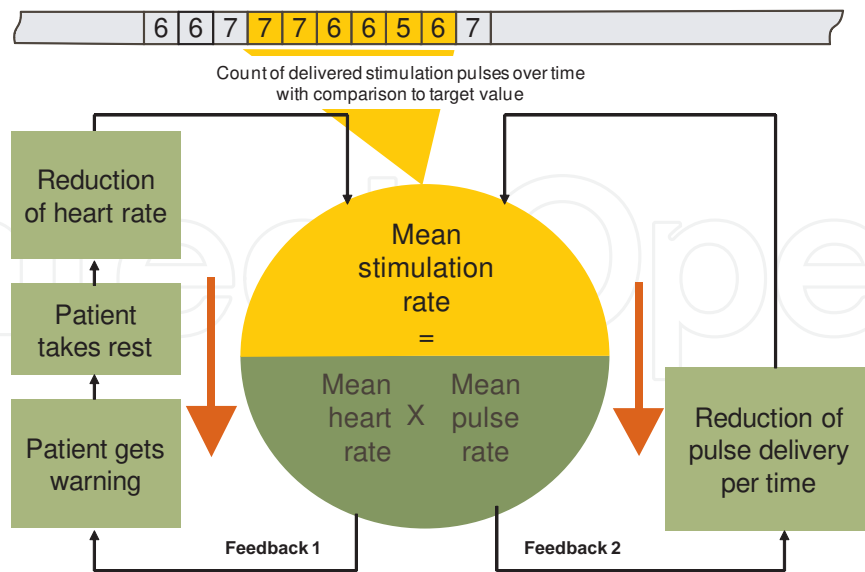 6 6 7 7 7 6 6 5 6 7
Count of delivered stimulation pulses over time
with comparison to target value
Reduction
of heart rate
Patient
takes rest
Patient gets
warning
Mean
stimulation
rate
=
Mean
heart
rate
X
Mean
pulse
rate
Reduction of
pulse delivery
per time
Feedback 1
Feedback 2